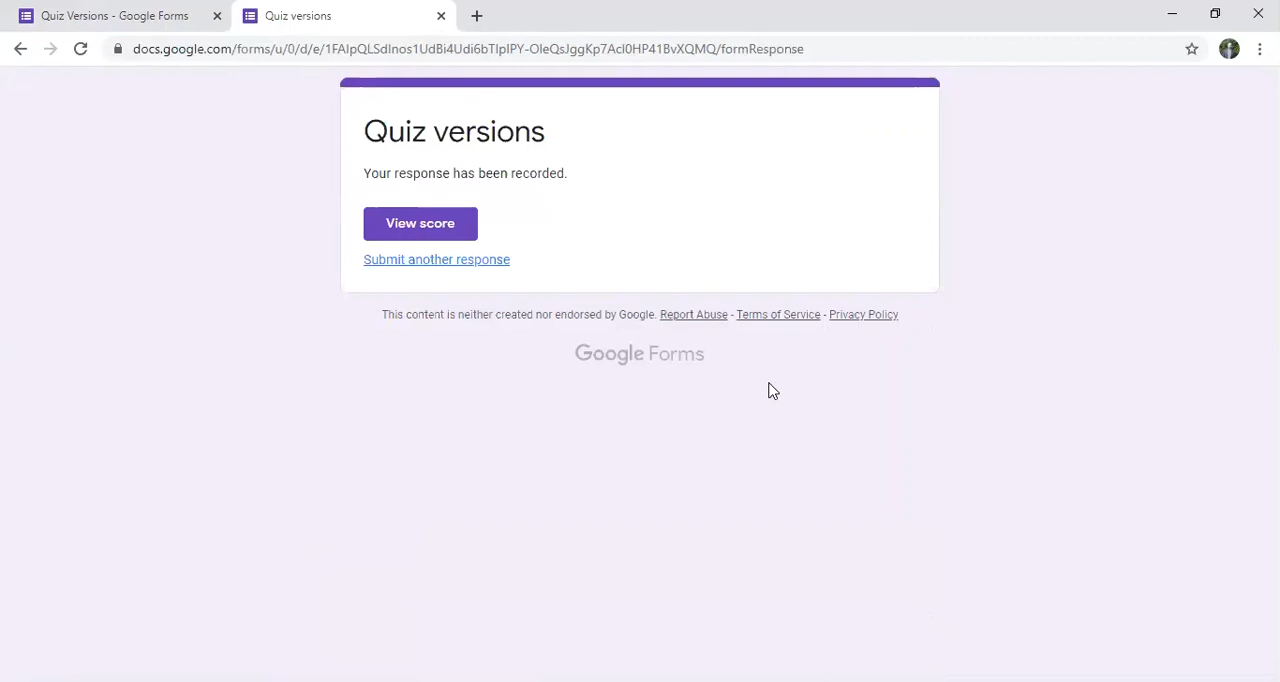 Quiz Versions - Google Forms
Quiz versions
docs.google.com/forms/u/0/d/e/1FAIpQLSdInos1UdBi4Udi6bTIpIPY-OIeQsJggKp7AcI0HP41BvXQMQ/formResponse
Quiz versions
Your response has been recorded.
View score
Submit another response
This content is neither created nor endorsed by Google. Report Abuse - Terms of Service - Privacy Policy
Google Forms